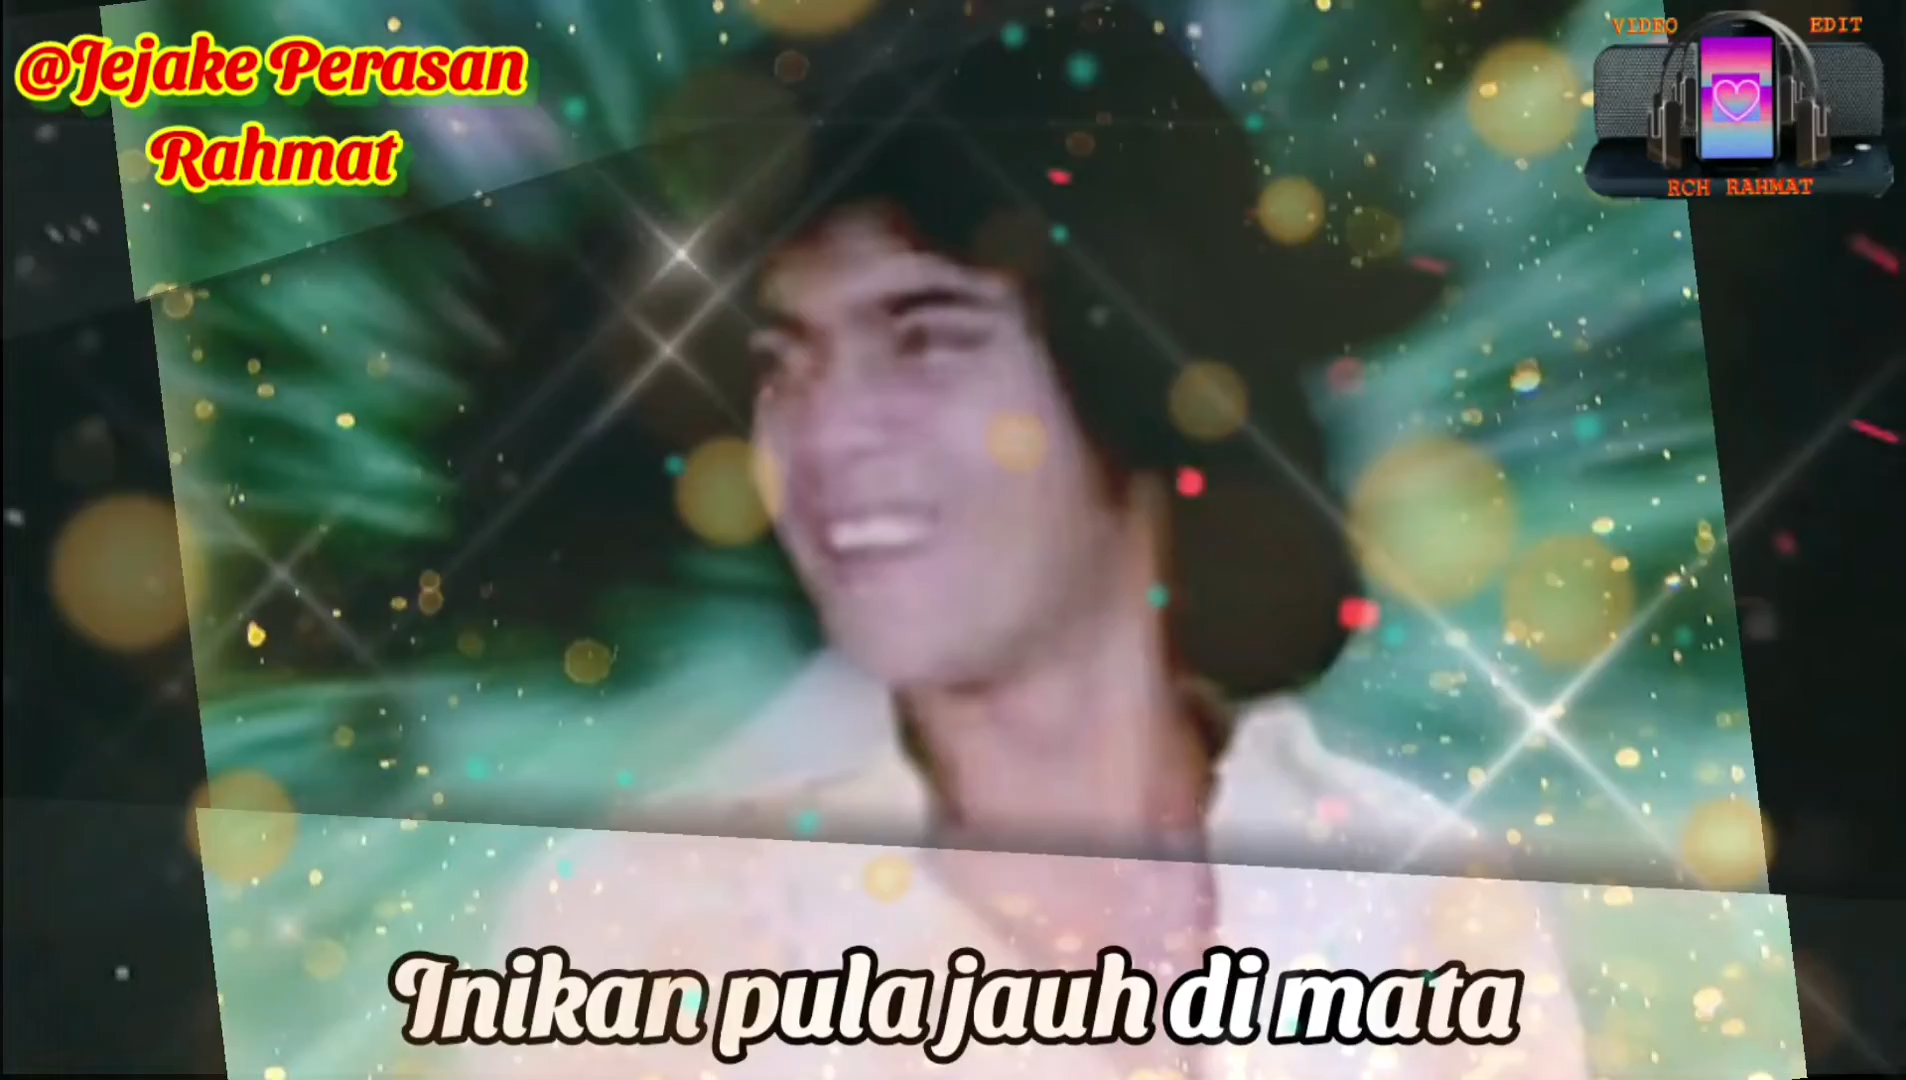 @Jejake Perasan
Rahmat
VIDEO EDIT
RCH RAHMAT
Inikan pula jauh di mata